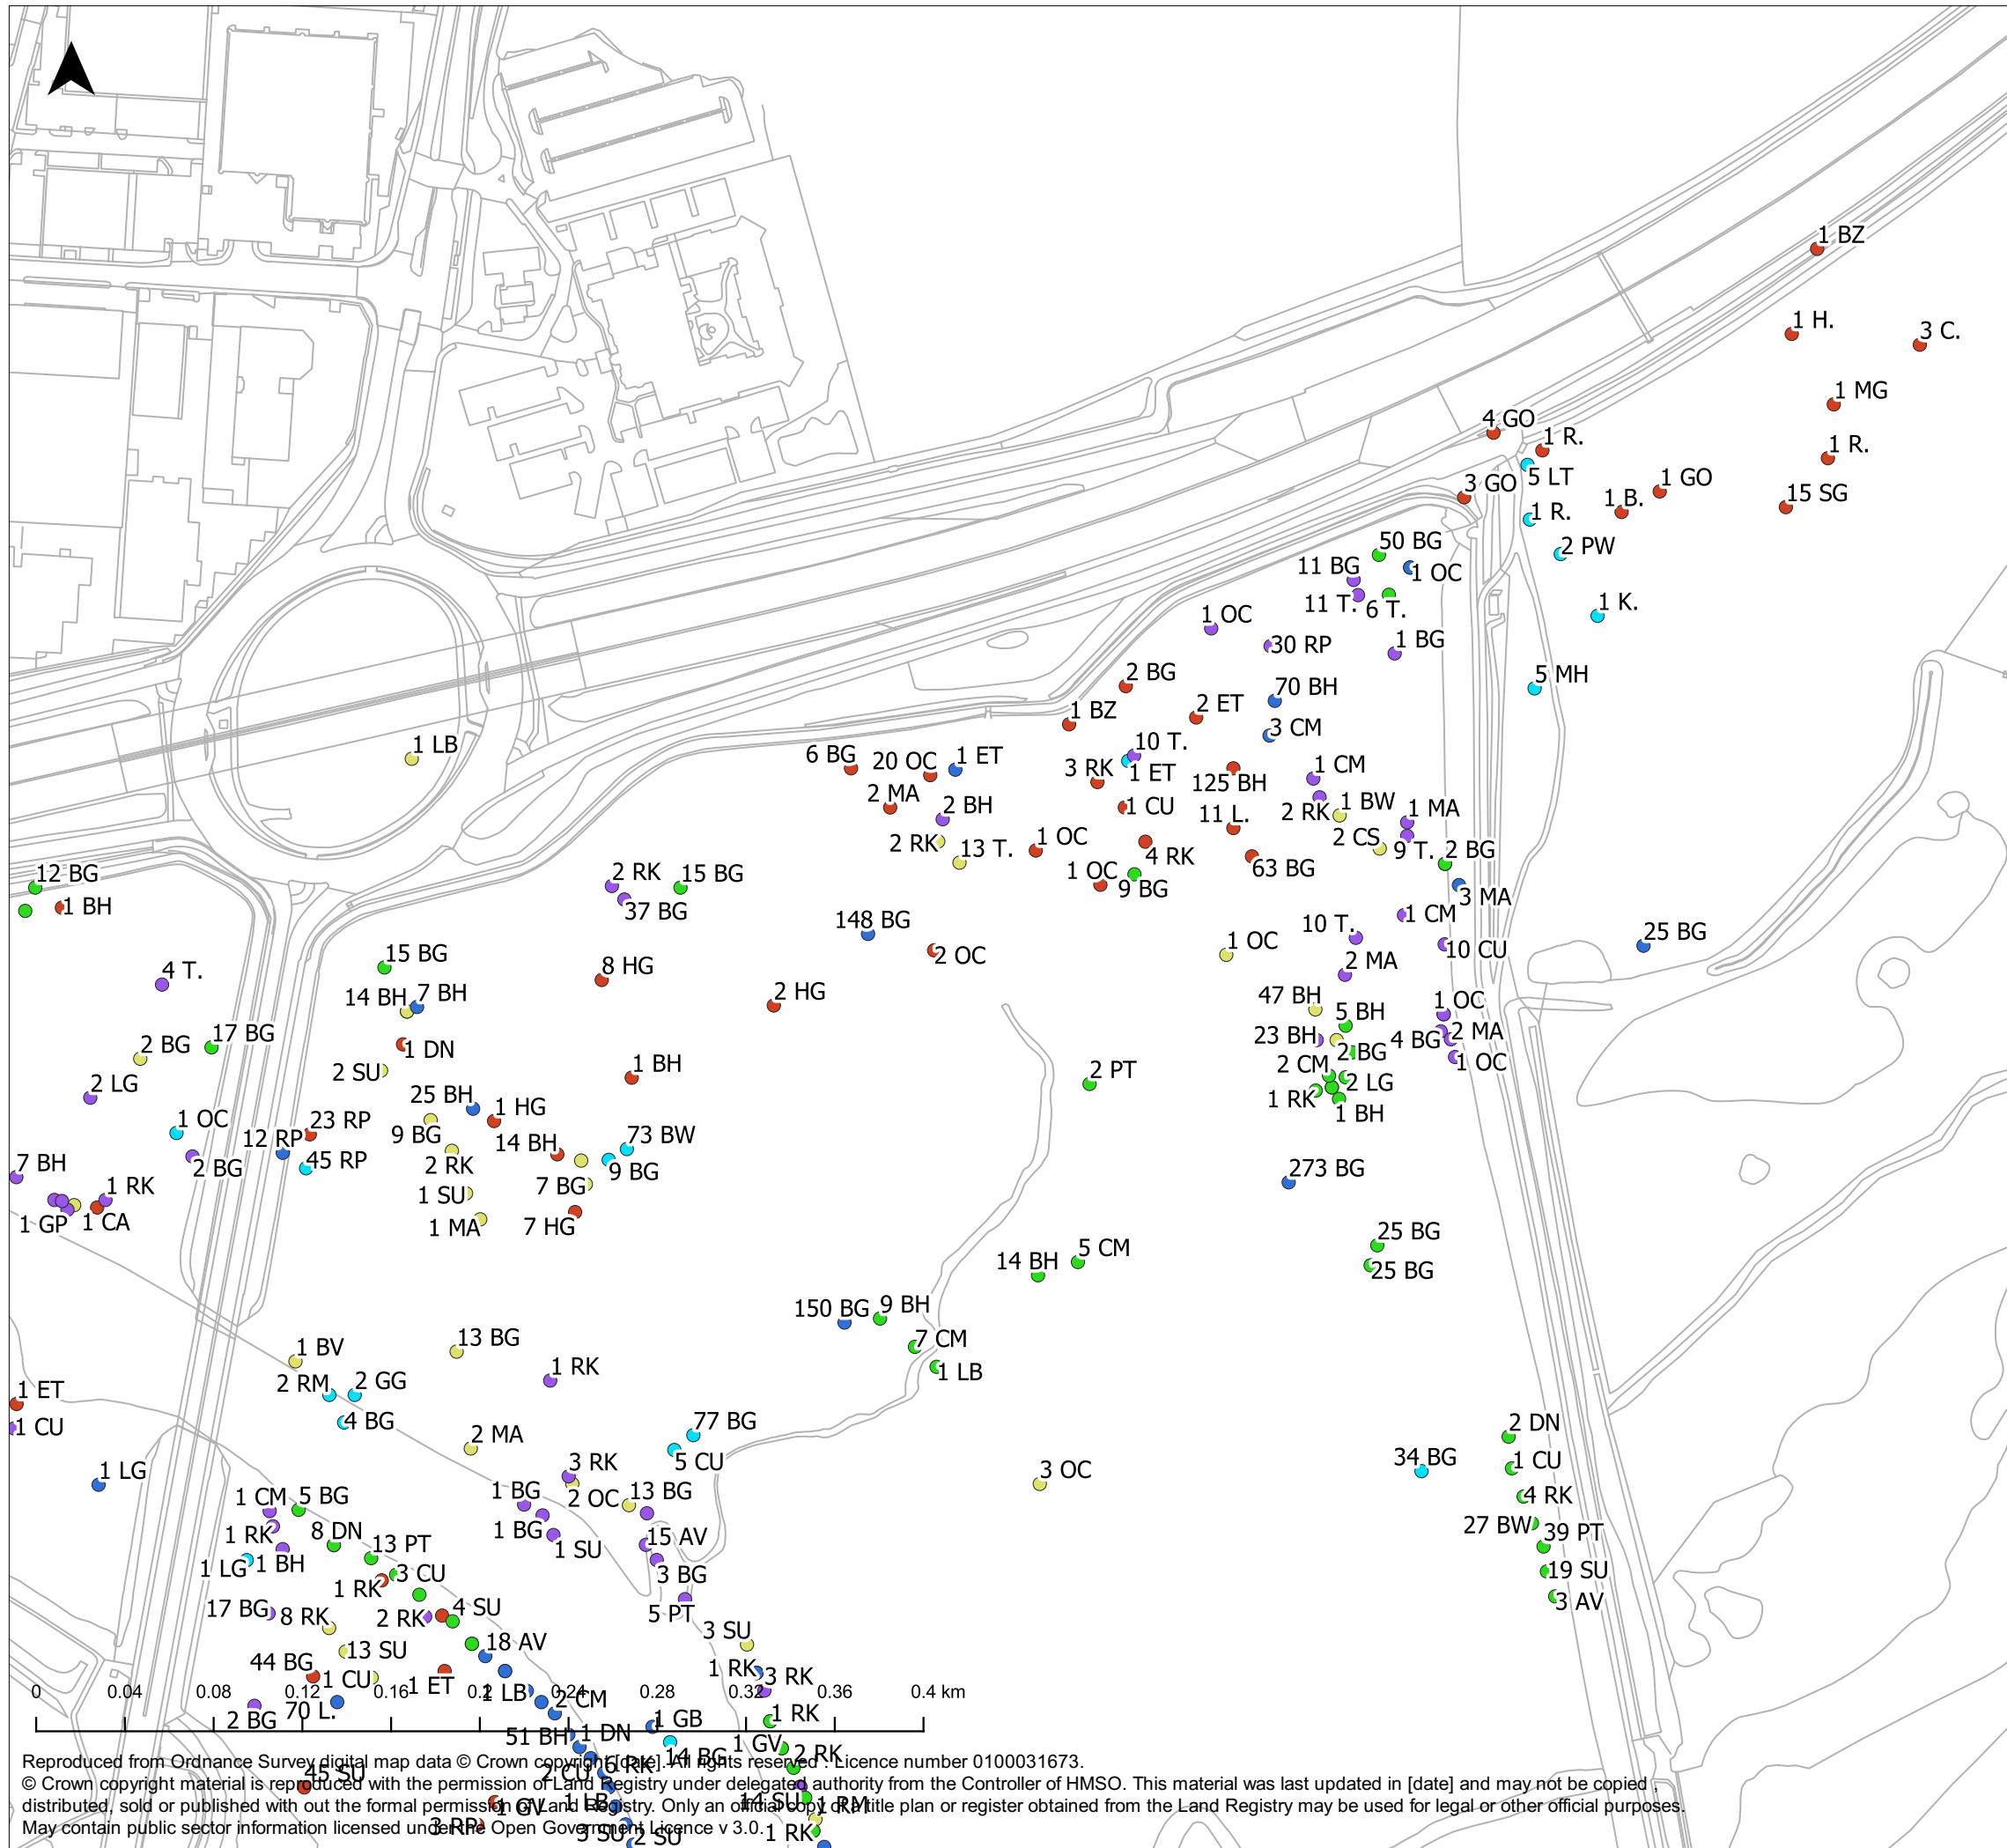 1 BZ
1 H.
3 C.
1 MG
4 GO
1 R.
1 R.
5 LT
1 GO
3 GO
15 SG
1 B.
1 R.
50 BG
2 PW
11 BG
1 OC
1 K.
11 T.
6 T.
1 OC
30 RP
1 BG
2 BG
5 MH
70 BH
2 ET
1 BZ
3 CM
1 LB
10 T.
6 BG
20 OC
1 ET
3 RK
1 ET
1 CM
125 BH
2 MA
2 BH
1 CU
2 RK
1 BW
1 MA
11 L.
2 RK
13 T.
1 OC
2 CS
9 T.
2 BG
4 RK
63 BG
12 BG
2 RK
15 BG
1 OC
9 BG
3 MA
1 BH
37 BG
148 BG
1 CM
10 T.
25 BG
15 BG
2 OC
1 OC
10 CU
4 T.
8 HG
2 MA
14 BH
7 BH
2 HG
47 BH
5 BH
1 OC
2 BG
17 BG
1 DN
23 BH
2 BG
4 BG
2 MA
2 SU
1 BH
2 CM
1 OC
2 LG
2 PT
2 LG
25 BH
1 HG
1 RK
1 BH
1 OC
23 RP
12 RP
9 BG
14 BH
73 BW
7 BH
2 BG
45 RP
2 RK
9 BG
273 BG
1 RK
1 SU
7 BG
1 GP
1 CA
1 MA
7 HG
25 BG
14 BH
5 CM
25 BG
150 BG
9 BH
1 BV
13 BG
7 CM
2 RM
2 GG
1 RK
1 LB
1 ET
4 BG
77 BG
1 CU
2 MA
2 DN
3 RK
5 CU
34 BG
1 CU
1 LG
3 OC
1 CM
5 BG
1 BG
2 OC
13 BG
4 RK
1 RK
8 DN
1 BG
15 AV
27 BW
39 PT
1 LG
1 BH
13 PT
1 SU
3 CU
3 BG
19 SU
1 RK
17 BG
8 RK
2 RK
4 SU
5 PT
3 AV
13 SU
18 AV
3 SU
44 BG
1 CU
1 ET
1 RK
3 RK
0 0.04 0.08 0.12 0.16 0.2 0.24 0.28 0.32 0.36 0.4 km
1 LB
2 CM
2 BG
70 L.
51 BH
1 DN
1 GB
1 RK
14 BG
1 GV
2 RK
Reproduced from Ordnance Survey digital map data © Crown copyright [date]. All rights reserved . Licence number 0100031673.
45 SU
2 CU
6 RK
© Crown copyright material is reproduced with the permission of Land Registry under delegated authority from the Controller of HMSO. This material was last updated in [date] and may not be copied ,
1 GV
1 LB
14 SU
1 RM
distributed, sold or published with out the formal permission of Land Registry. Only an official copy of a title plan or register obtained from the Land Registry may be used for legal or other official purposes.
3 RP
3 SU
2 SU
1 RK
May contain public sector information licensed under the Open Government Licence v 3.0.